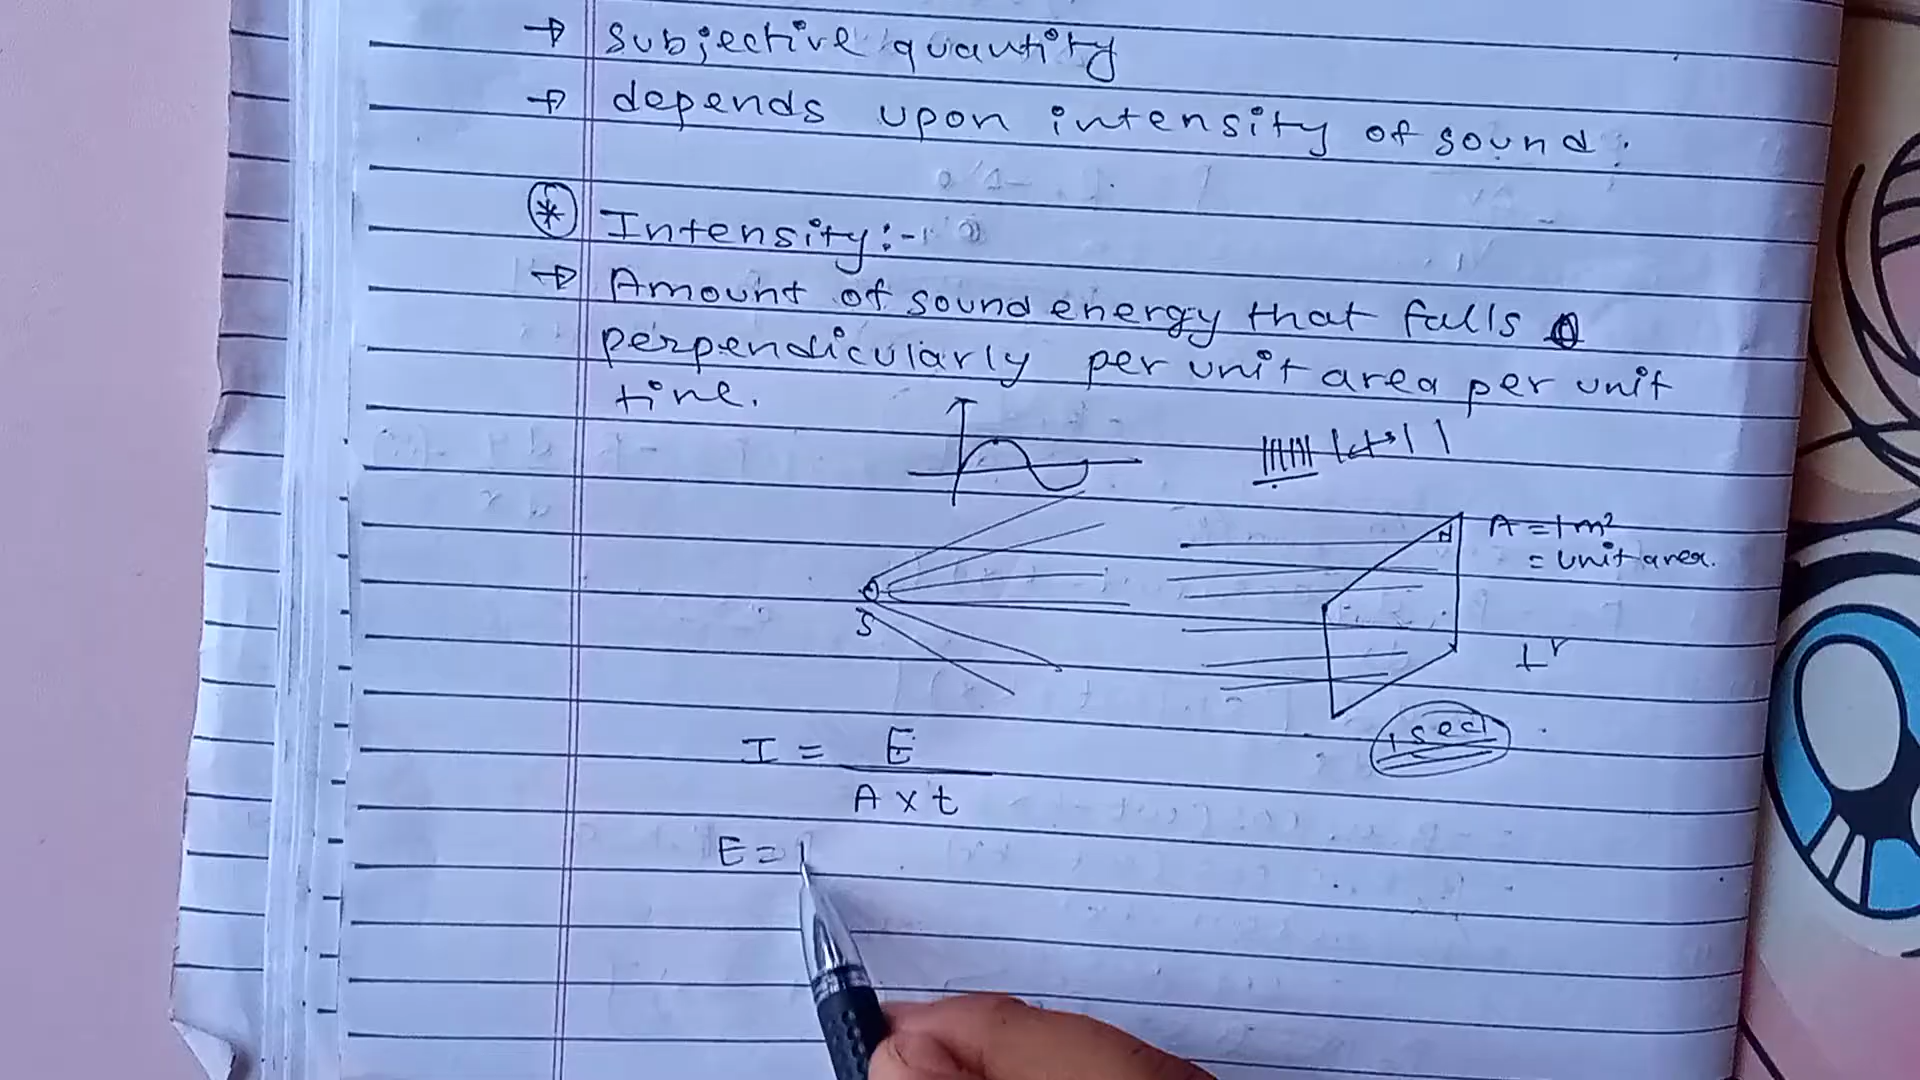 → subjective quantity
→ depends upon intensity of sound.
* Intensity:-
→ Amount of sound energy that falls
perpendicularly per unit area per unit
time.
A = 1m²
= unit area.
S
⊥r
1 sec
I = E
A x t
E =